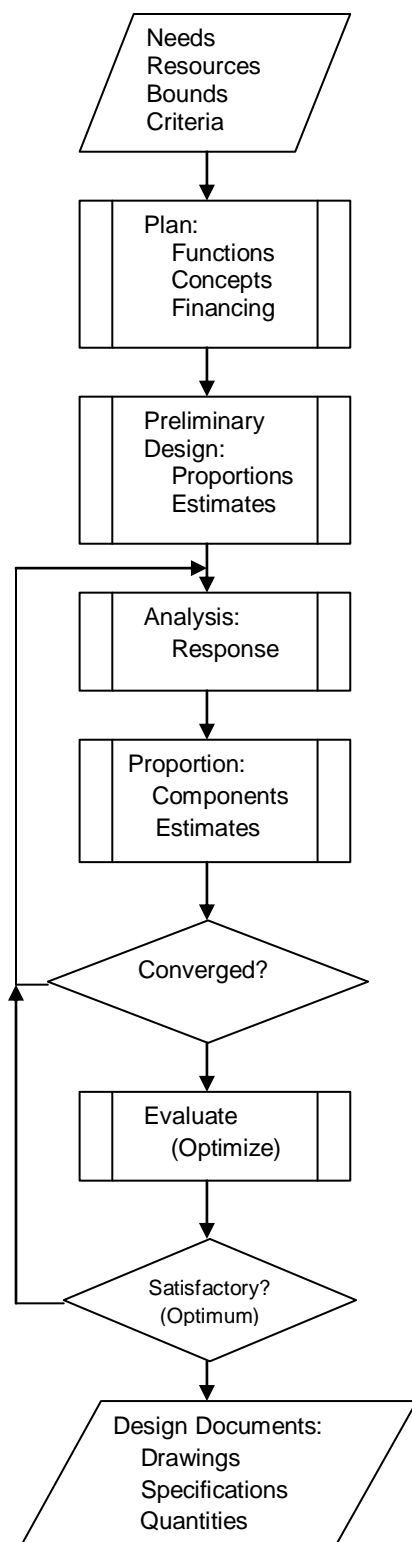 Needs
Resources
Bounds
Criteria
Plan:
Functions
Concepts
Financing
Preliminary
Design:
Proportions
Estimates
Analysis:
Response
Proportion:
Components
Estimates
Converged?
Evaluate
(Optimize)
Satisfactory?
(Optimum)
Design Documents:
Drawings
Specifications
Quantities